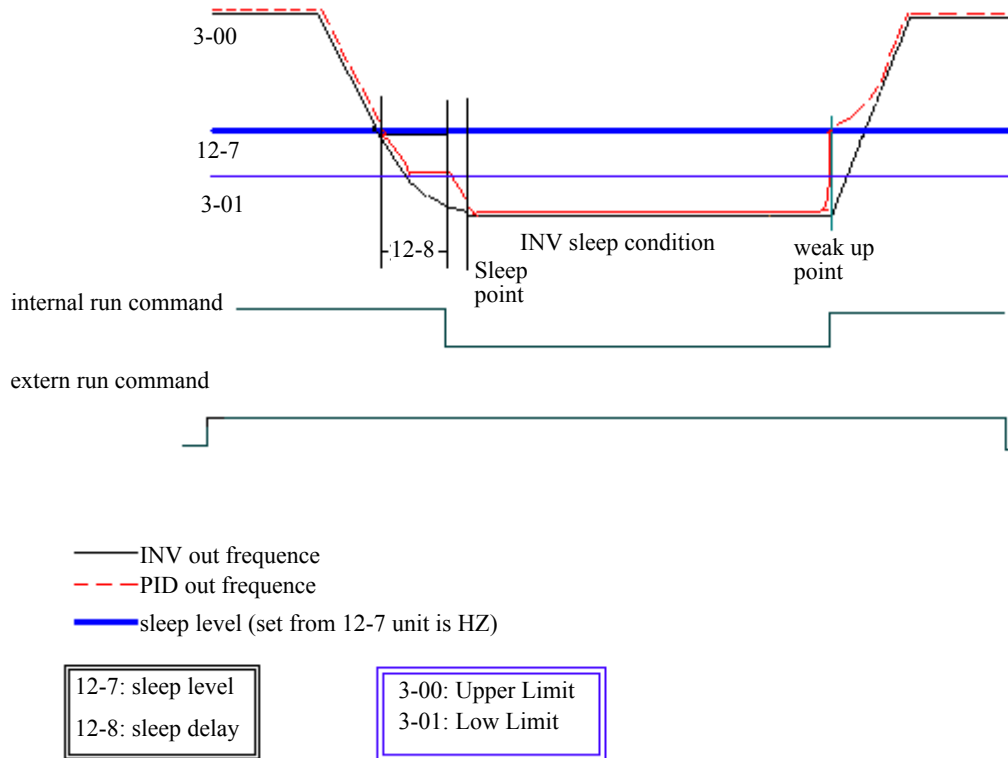 3-00
12-7
3-01
12-8
INV sleep condition
Sleep
point
weak up
point
internal run command
extern run command
INV out frequence
PID out frequence
sleep level (set from 12-7 unit is HZ)
12-7: sleep level
12-8: sleep delay
3-00: Upper Limit
3-01: Low Limit